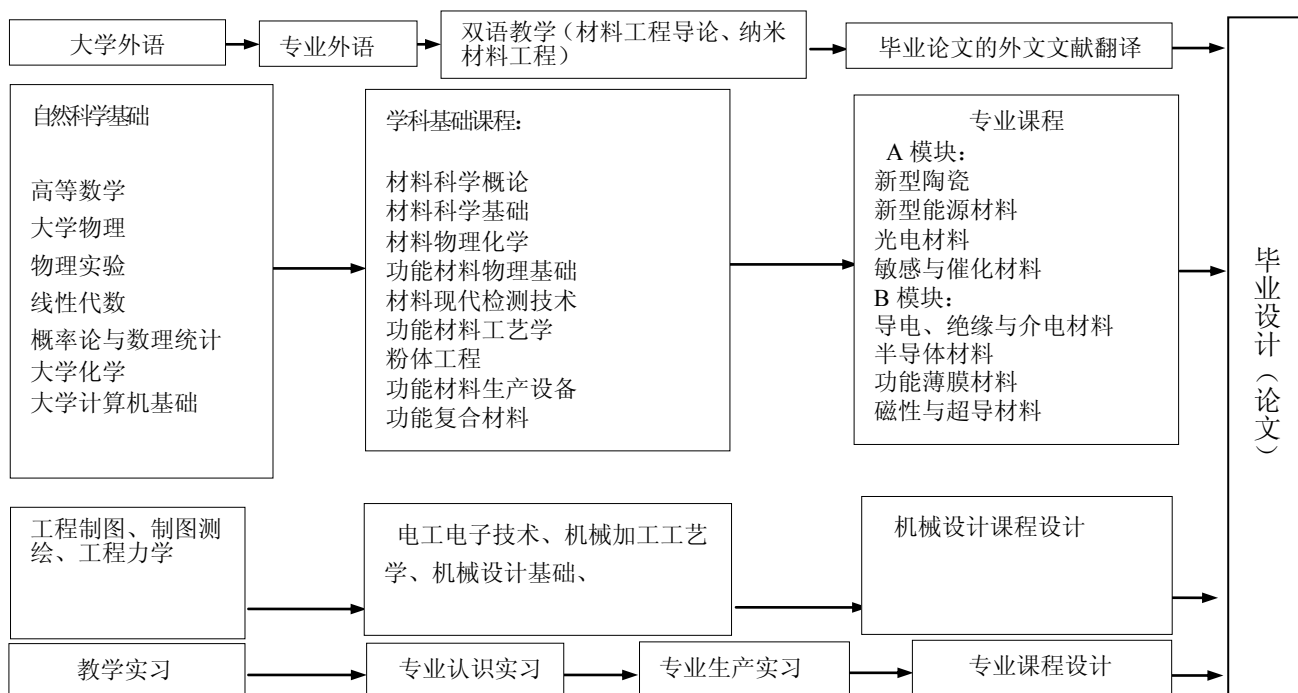 大学外语
专业外语
双语教学（材料工程导论、纳米
材料工程）
毕业论文的外文文献翻译
自然科学基础
高等数学
大学物理
物理实验
线性代数
概率论与数理统计
大学化学
大学计算机基础
学科基础课程：
材料科学概论
材料科学基础
材料物理化学
功能材料物理基础
材料现代检测技术
功能材料工艺学
粉体工程
功能材料生产设备
功能复合材料
专业课程
A 模块：
新型陶瓷
新型能源材料
光电材料
敏感与催化材料
B 模块：
导电、绝缘与介电材料
半导体材料
功能薄膜材料
磁性与超导材料
工程制图、制图测
绘、工程力学
电工电子技术、机械加工工艺
学、机械设计基础、
机械设计课程设计
教学实习
专业认识实习
专业生产实习
专业课程设计
毕业设计（论文）